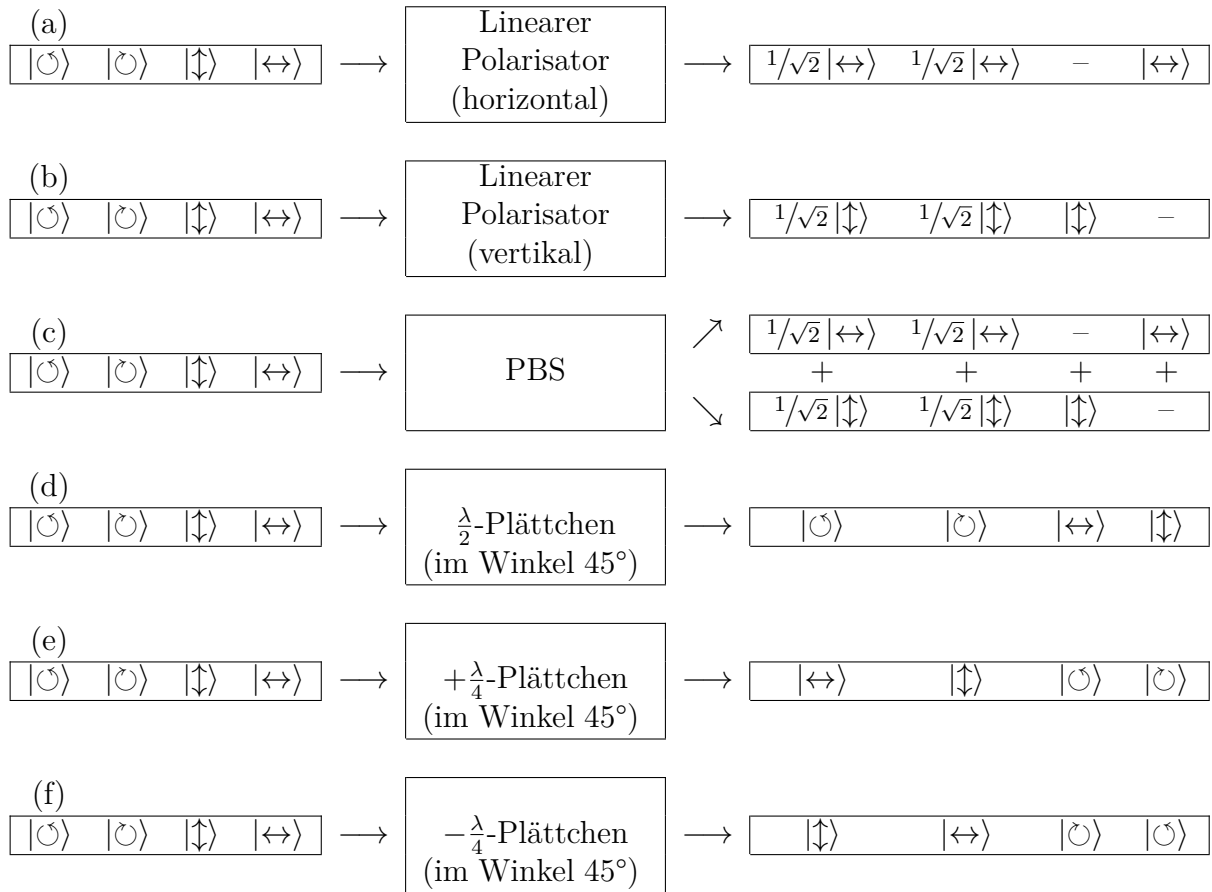 (a)
|↺⟩ |↻⟩ |↕⟩ |↔⟩ ⟶ Linearer Polarisator (horizontal) ⟶ 1/√2 |↔⟩ 1/√2 |↔⟩ – |↔⟩
(b)
|↺⟩ |↻⟩ |↕⟩ |↔⟩ ⟶ Linearer Polarisator (vertikal) ⟶ 1/√2 |↕⟩ 1/√2 |↕⟩ |↕⟩ –
(c)
|↺⟩ |↻⟩ |↕⟩ |↔⟩ ⟶ PBS
↗ 1/√2 |↔⟩ 1/√2 |↔⟩ – |↔⟩
+ + + +
↘ 1/√2 |↕⟩ 1/√2 |↕⟩ |↕⟩ –
(d)
|↺⟩ |↻⟩ |↕⟩ |↔⟩ ⟶ λ/2-Plättchen (im Winkel 45°) ⟶ |↺⟩ |↻⟩ |↔⟩ |↕⟩
(e)
|↺⟩ |↻⟩ |↕⟩ |↔⟩ ⟶ +λ/4-Plättchen (im Winkel 45°) ⟶ |↔⟩ |↕⟩ |↺⟩ |↻⟩
(f)
|↺⟩ |↻⟩ |↕⟩ |↔⟩ ⟶ −λ/4-Plättchen (im Winkel 45°) ⟶ |↕⟩ |↔⟩ |↻⟩ |↺⟩